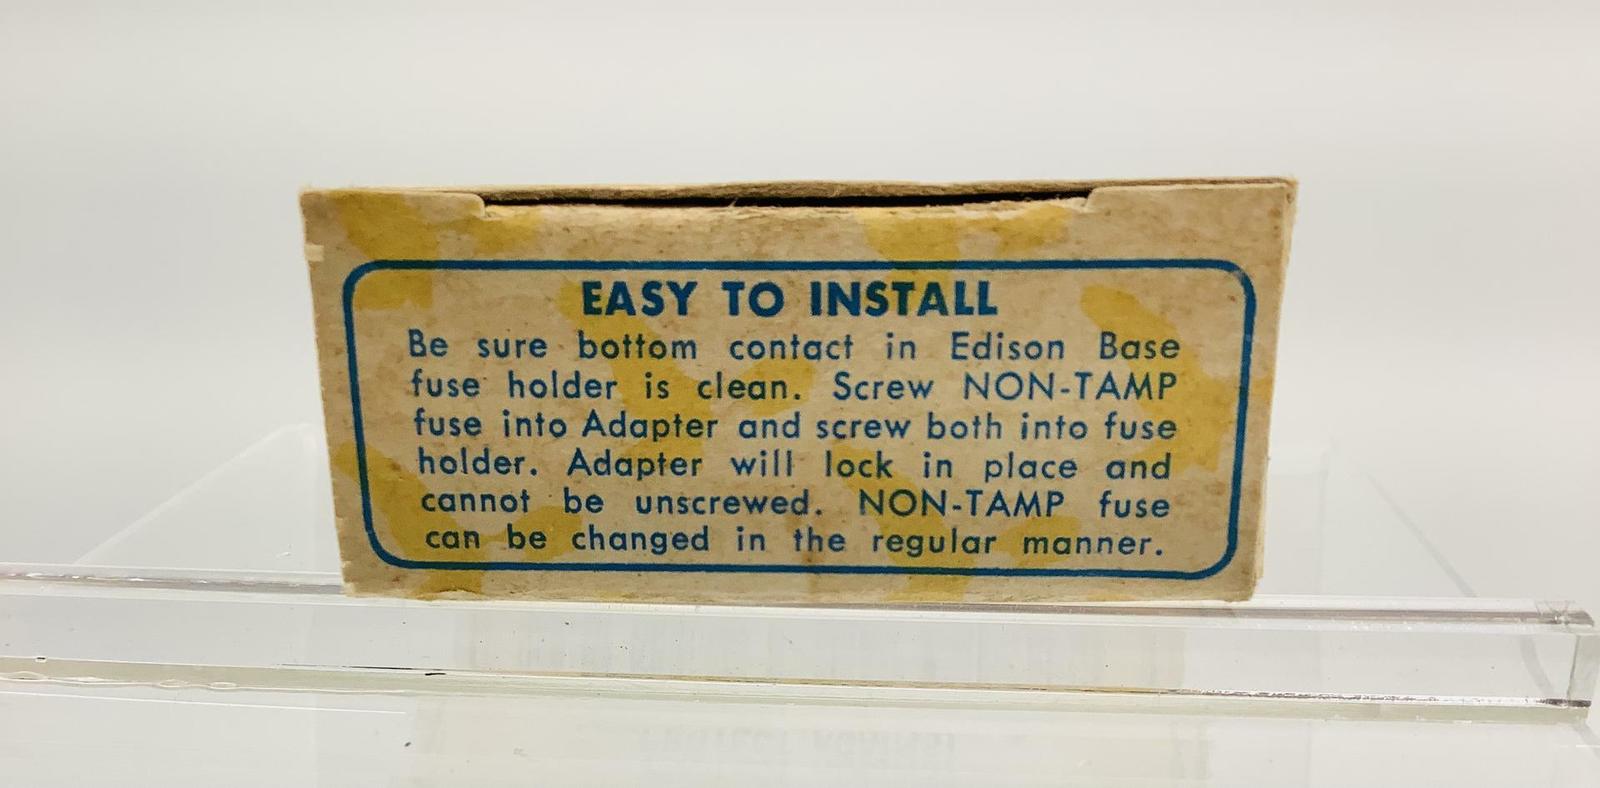 EASY TO INSTALL
Be sure bottom contact in Edison Base
fuse holder is clean. Screw NON-TAMP
fuse into Adapter and screw both into fuse
holder. Adapter will lock in place and
cannot be unscrewed. NON-TAMP fuse
can be changed in the regular manner.